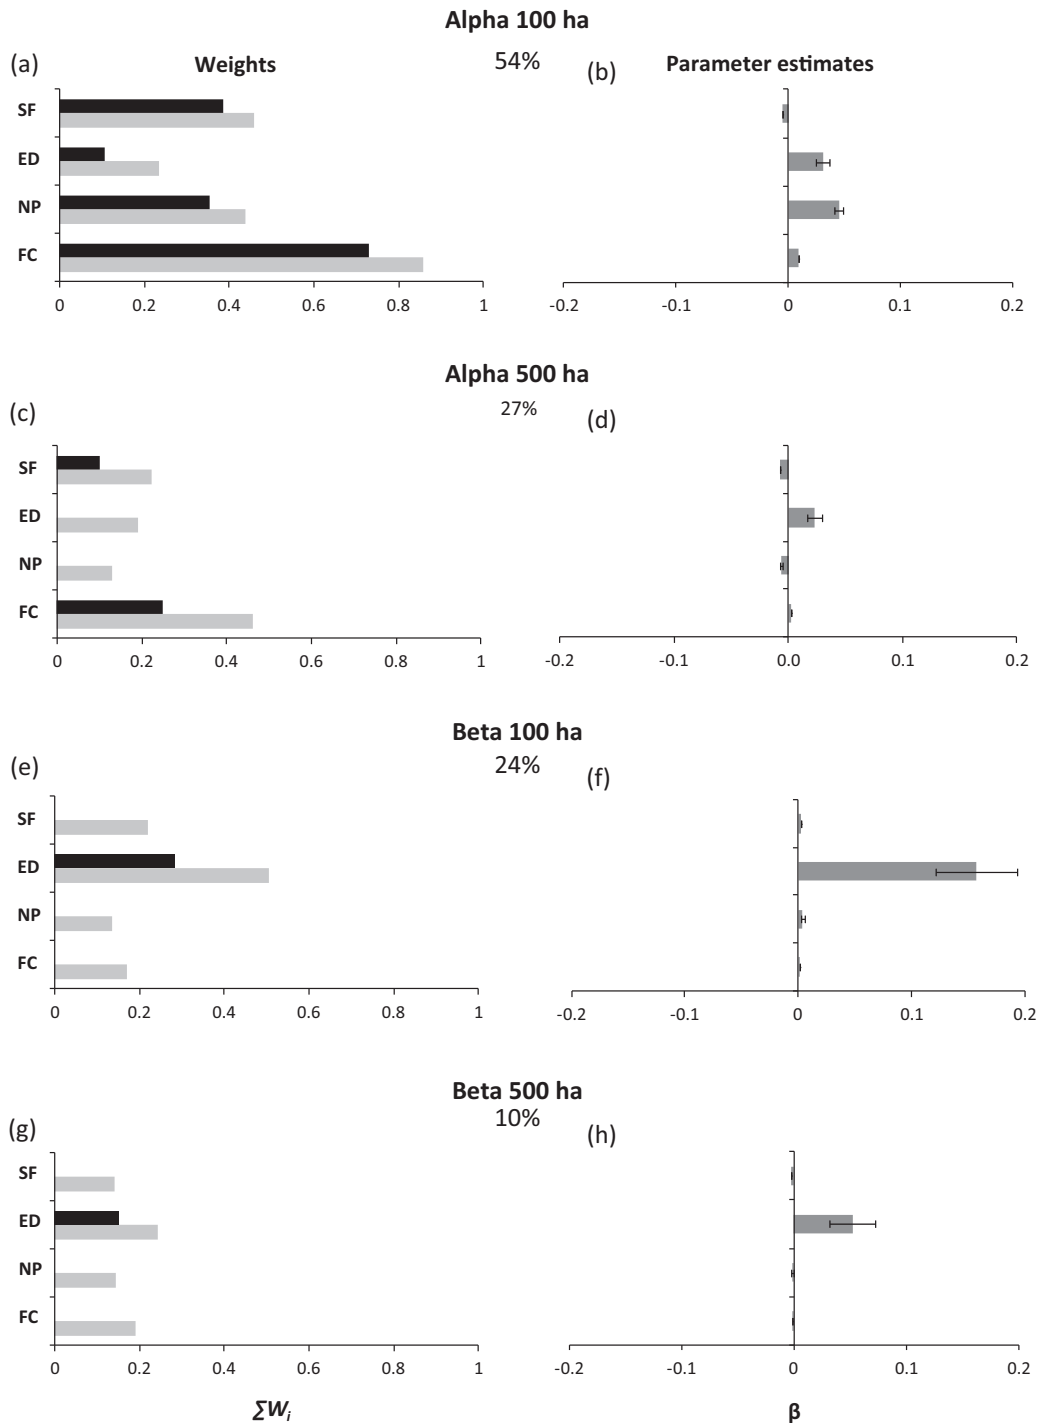 Alpha 100 ha
54%
(a)
Weights
(b)
Parameter estimates
SF
ED
NP
FC
0 0.2 0.4 0.6 0.8 1
-0.2 -0.1 0 0.1 0.2
Alpha 500 ha
27%
(c)
(d)
SF
ED
NP
FC
0 0.2 0.4 0.6 0.8 1
-0.2 -0.1 0.0 0.1 0.2
Beta 100 ha
24%
(e)
(f)
SF
ED
NP
FC
0 0.2 0.4 0.6 0.8 1
-0.2 -0.1 0 0.1 0.2
Beta 500 ha
10%
(g)
(h)
SF
ED
NP
FC
0 0.2 0.4 0.6 0.8 1
-0.2 -0.1 0 0.1 0.2
∑Wi
β